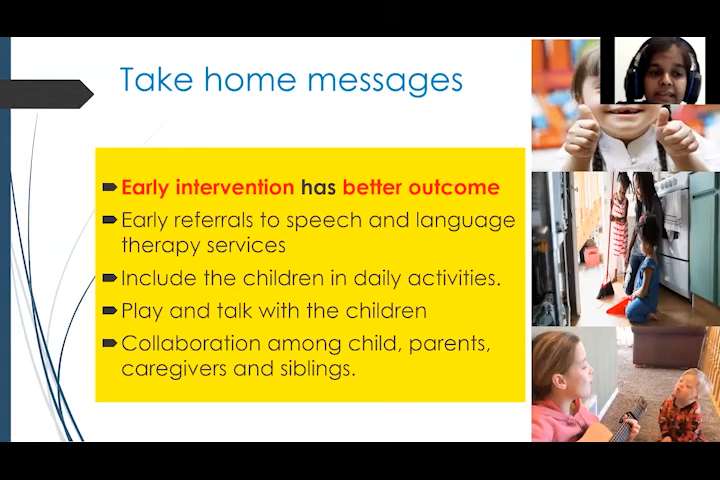 Take home messages
Early intervention has better outcome
Early referrals to speech and language
therapy services
Include the children in daily activities.
Play and talk with the children
Collaboration among child, parents,
caregivers and siblings.